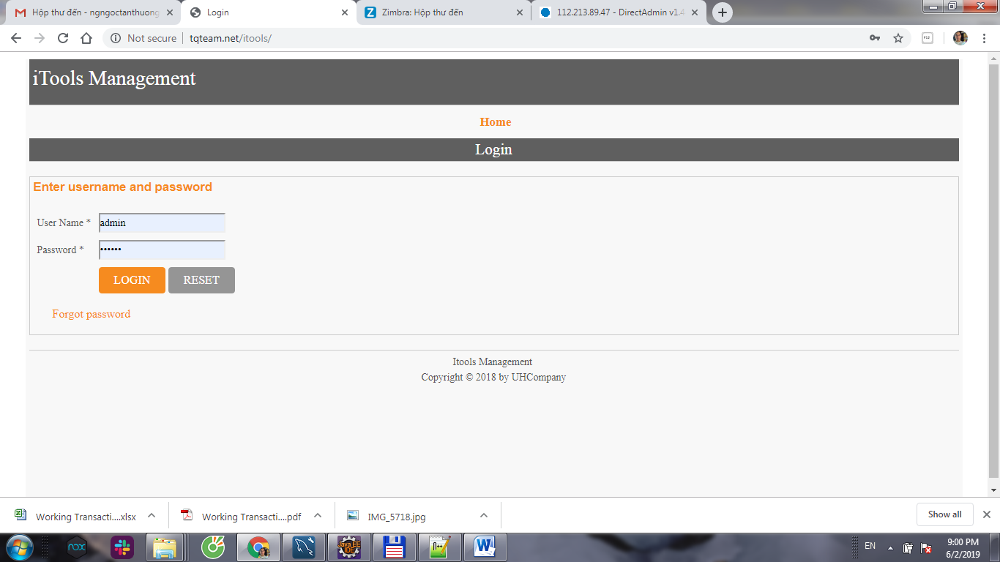 Hộp thư đến - ngngoctanthuong
Login
Zimbra: Hộp thư đến
112.213.89.47 - DirectAdmin v1.4
Not secure | tqteam.net/itools/
iTools Management
Home
Login
Enter username and password
User Name * admin
Password * ••••••
LOGIN RESET
Forgot password
Itools Management
Copyright © 2018 by UHCompany
Working Transacti....xlsx
Working Transacti....pdf
IMG_5718.jpg
Show all
nox
Java EE
IDE
EN
9:00 PM
6/2/2019